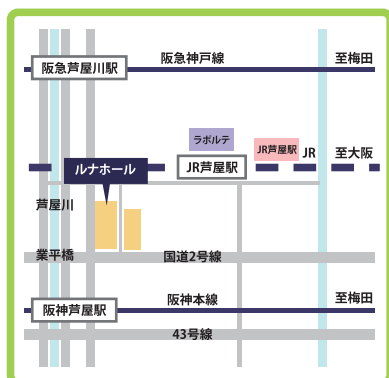 阪急神戸線
至梅田
阪急芦屋川駅
ラポルテ
JR芦屋駅
JR
至大阪
ルナホール
JR芦屋駅
芦屋川
業平橋
国道2号線
阪神本線
至梅田
阪神芦屋駅
43号線